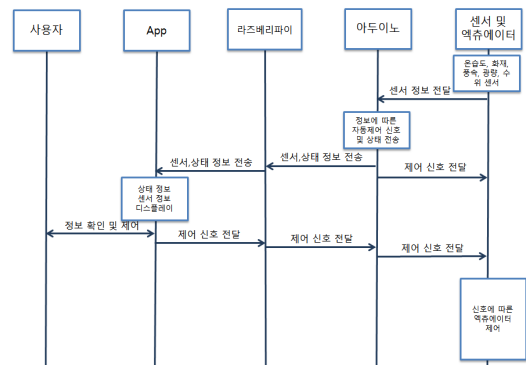 사용자
App
라즈베리파이
아두이노
센서 및
엑츄에이터
온습도, 화재,
풍속, 광량, 수
위 센서
센서 정보 전달
정보에 따른
자동제어 신호
및 상태 전송
센서,상태 정보 전송
센서,상태 정보 전송
제어 신호 전달
상태 정보
센서 정보
디스플레이
정보 확인 및 제어
제어 신호 전달
제어 신호 전달
제어 신호 전달
신호에 따른
엑츄에이터
제어